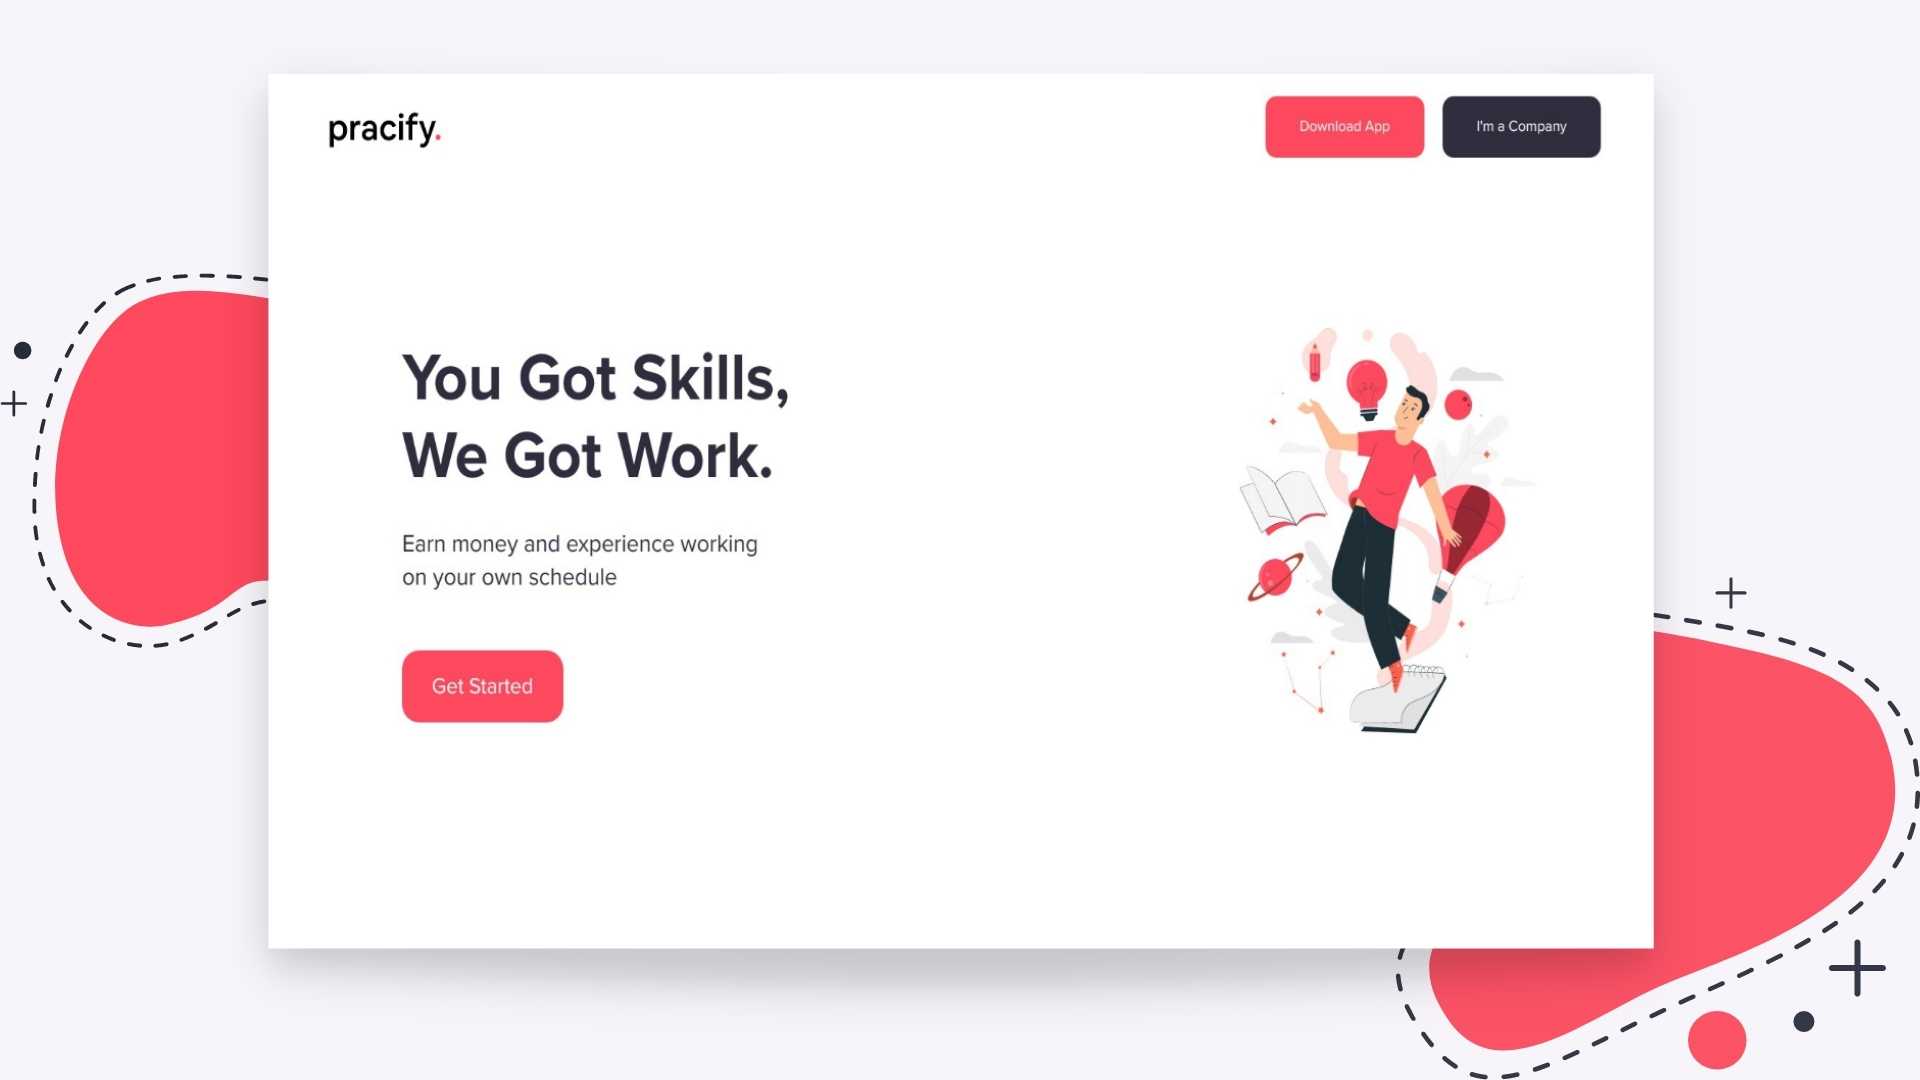 pracify.
Download App
I'm a Company
You Got Skills,
We Got Work.
Earn money and experience working
on your own schedule
Get Started